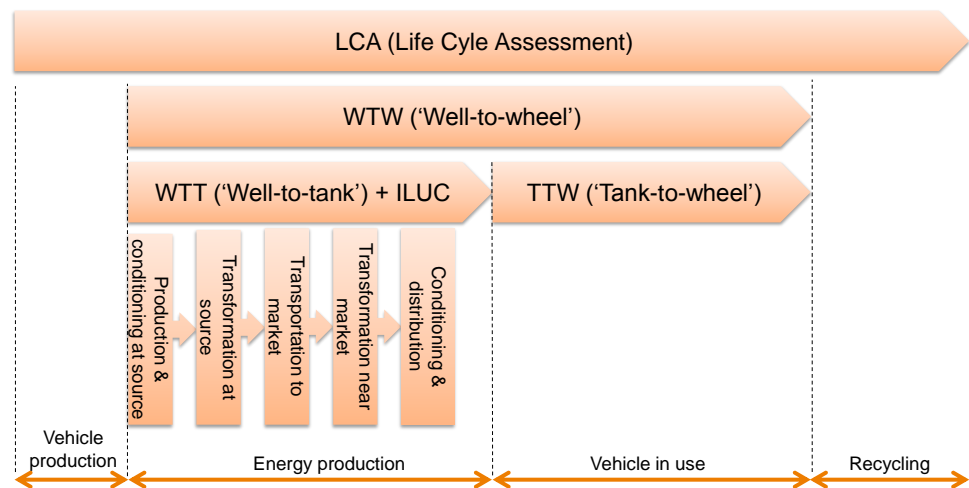 LCA (Life Cyle Assessment)
WTW (‘Well-to-wheel’)
WTT (‘Well-to-tank’) + ILUC
TTW (‘Tank-to-wheel’)
Production &
conditioning at source
Transformation at
source
Transportation to
market
Transformation near
market
Conditioning &
distribution
Vehicle
production
Energy production
Vehicle in use
Recycling